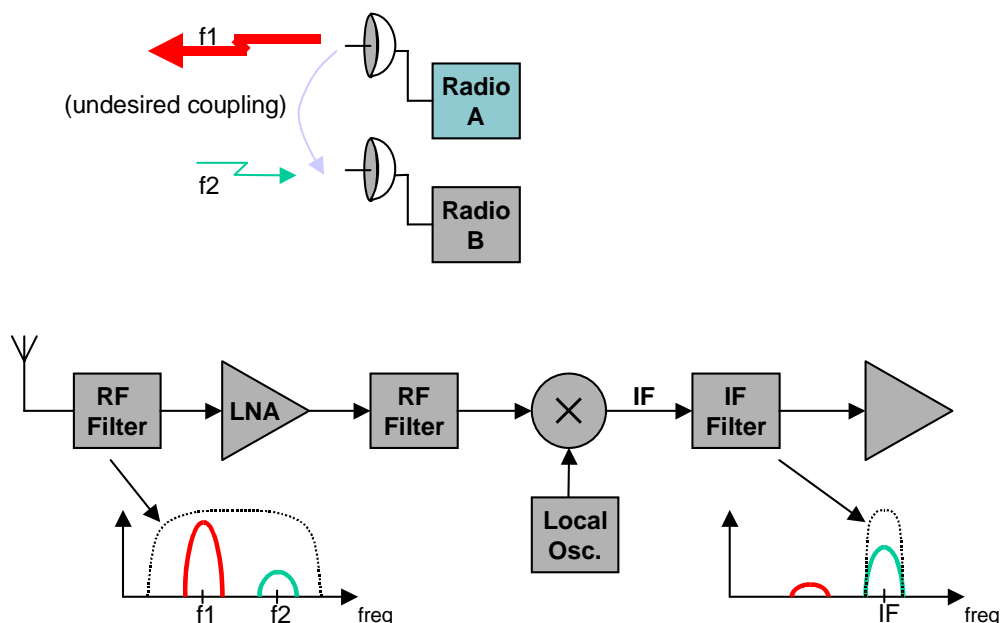 f1
(undesired coupling)
Radio
A
f2
Radio
B
RF
Filter
LNA
RF
Filter
IF
IF
Filter
Local
Osc.
f1
f2
freq
IF
freq